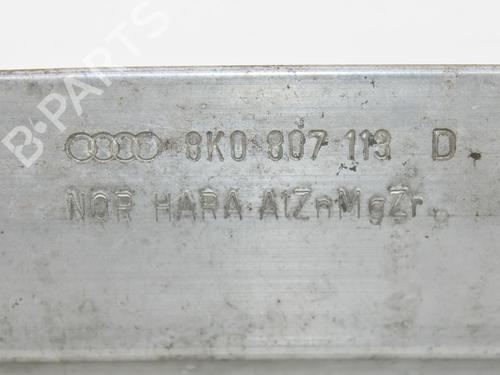 8K0 807 113 D
NOR HARA AlZnMgZr
B-PARTS